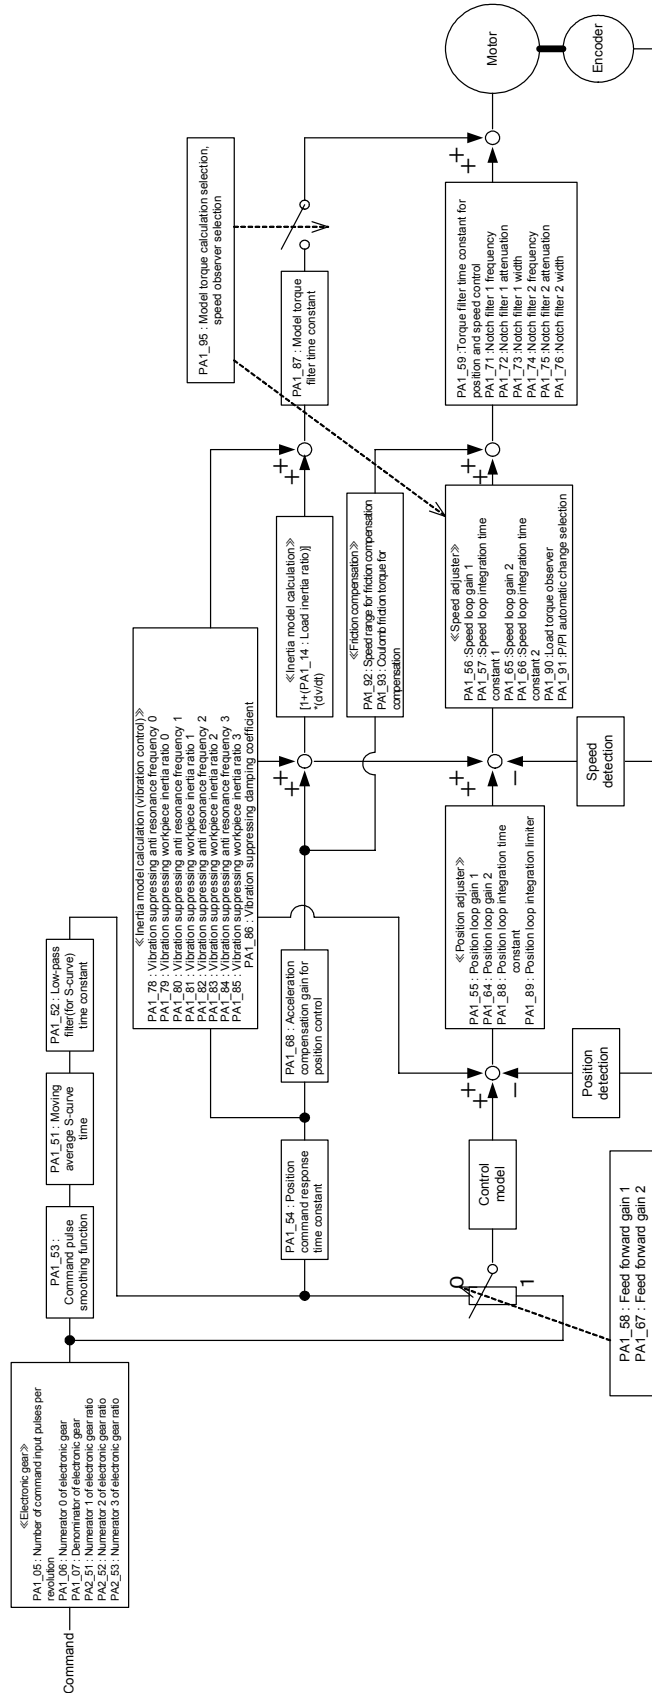 Command
≪Electronic gear≫
PA1_05 : Number of command input pulses per
revolution
PA1_06 : Numerator 0 of electronic gear
PA1_07 : Denominator of electronic gear
PA2_51 : Numerator 1 of electronic gear ratio
PA2_52 : Numerator 2 of electronic gear ratio
PA2_53 : Numerator 3 of electronic gear ratio
PA1_53 :
Command pulse
smoothing function
PA1_51 : Moving
average S-curve
time
PA1_52 : Low-pass
filter(for S-curve)
time constant
≪Inertia model calculation (vibration control)≫
PA1_78 : Vibration suppressing anti resonance frequency 0
PA1_79 : Vibration suppressing workpiece inertia ratio 0
PA1_80 : Vibration suppressing anti resonance frequency 1
PA1_81 : Vibration suppressing workpiece inertia ratio 1
PA1_82 : Vibration suppressing anti resonance frequency 2
PA1_83 : Vibration suppressing workpiece inertia ratio 2
PA1_84 : Vibration suppressing anti resonance frequency 3
PA1_85 : Vibration suppressing workpiece inertia ratio 3
PA1_86 : Vibration suppressing damping coefficient
PA1_95 : Model torque calculation selection,
speed observer selection
PA1_54 : Position
command response
time constant
PA1_68 : Acceleration
compensation gain for
position control
+
+
≪Inertia model calculation≫
[1+(PA1_14 : Load inertia ratio)]
*(dv/dt)
+
+
PA1_87 : Model torque
filter time constant
≪Friction compensation≫
PA1_92 : Speed range for friction compensation
PA1_93 : Coulomb friction torque for
compensation
0
1
Control
model
+
+
−
≪Position adjuster≫
PA1_55 : Position loop gain 1
PA1_64 : Position loop gain 2
PA1_88 : Position loop integration time
constant
PA1_89 : Position loop integration limiter
+
+
−
≪Speed adjuster≫
PA1_56 :Speed loop gain 1
PA1_57 :Speed loop integration time
constant 1
PA1_65 :Speed loop gain 2
PA1_66 :Speed loop integration time
constant 2
PA1_90 :Load torque observer
PA1_91 :P/PI automatic change selection
+
+
PA1_59 :Torque filter time constant for
position and speed control
PA1_71 :Notch filter 1 frequency
PA1_72 :Notch filter 1 attenuation
PA1_73 :Notch filter 1 width
PA1_74 :Notch filter 2 frequency
PA1_75 :Notch filter 2 attenuation
PA1_76 :Notch filter 2 width
+
+
Motor
Encoder
PA1_58 : Feed forward gain 1
PA1_67 : Feed forward gain 2
Position
detection
Speed
detection